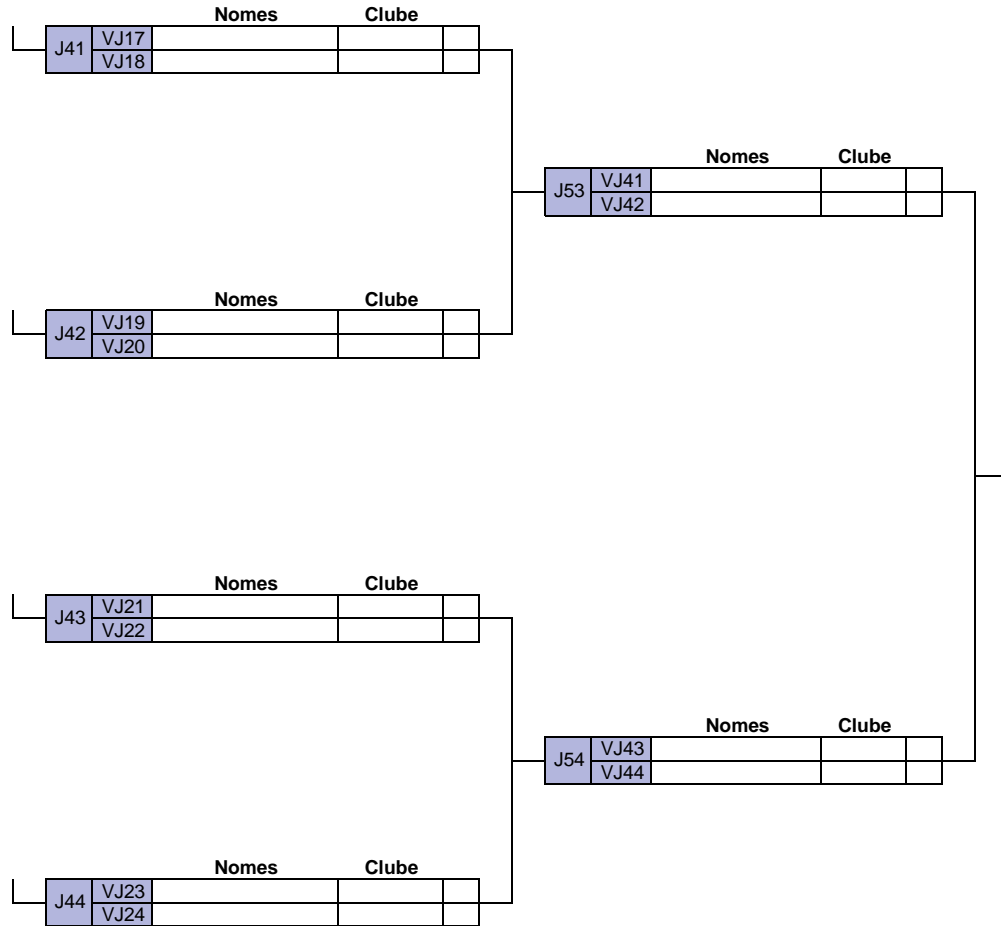 Nomes Clube
J41 VJ17
VJ18
Nomes Clube
J53 VJ41
VJ42
Nomes Clube
J42 VJ19
VJ20
Nomes Clube
J43 VJ21
VJ22
Nomes Clube
J54 VJ43
VJ44
Nomes Clube
J44 VJ23
VJ24